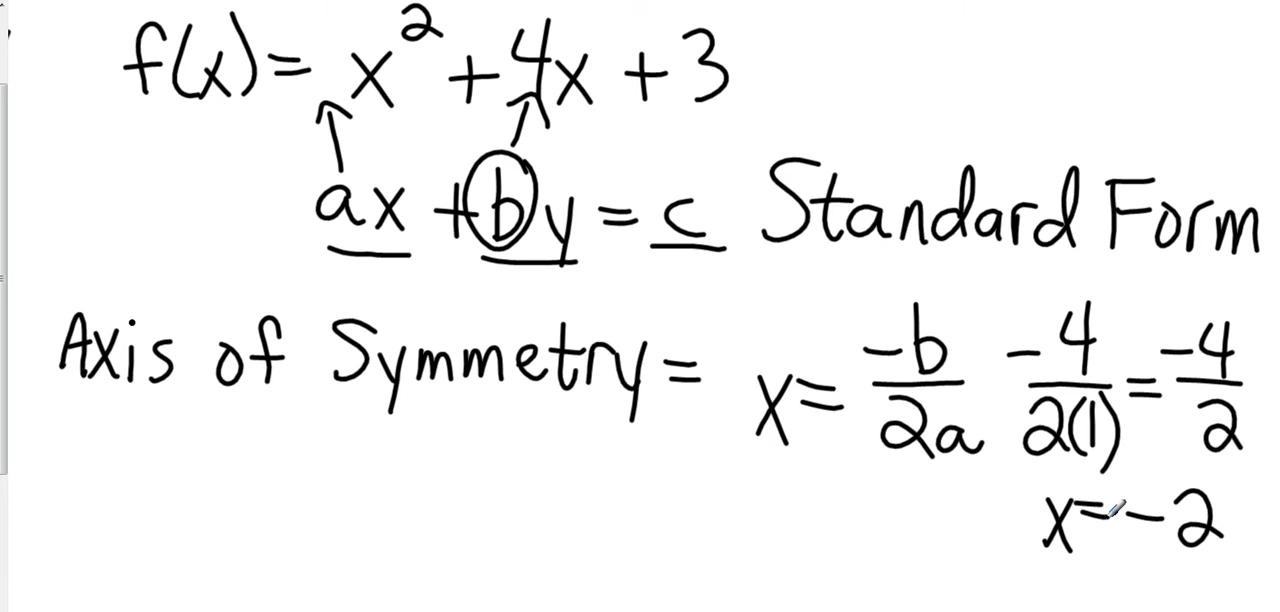 f(x) = x² + 4x + 3
ax + by = c Standard Form
Axis of Symmetry = x = -b/2a -4/2(1) = -4/2
x = -2